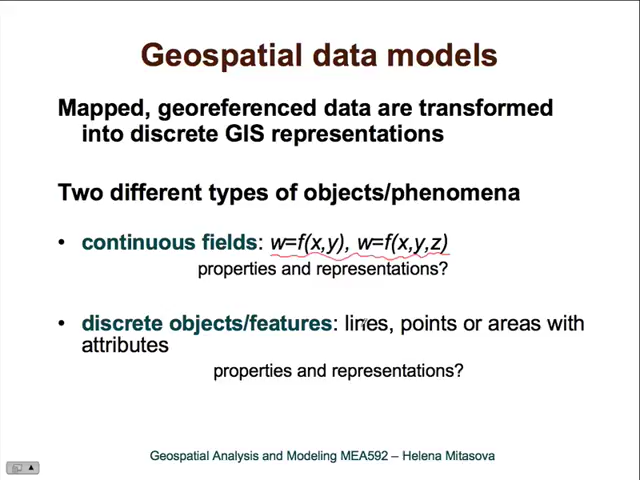 Geospatial data models
Mapped, georeferenced data are transformed
into discrete GIS representations
Two different types of objects/phenomena
• continuous fields: w=f(x,y), w=f(x,y,z)
properties and representations?
• discrete objects/features: lines, points or areas with
attributes
properties and representations?
Geospatial Analysis and Modeling MEA592 – Helena Mitasova